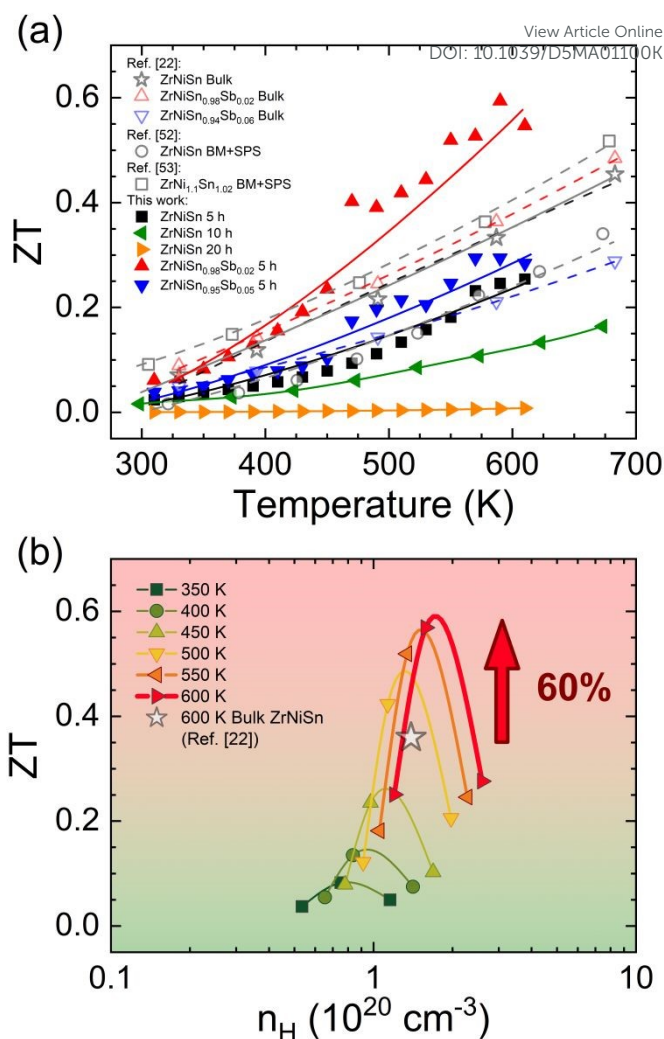 (a)
View Article Online
DOI: 10.1039/D5MA01100K
Ref. [22]:
ZrNiSn Bulk
ZrNiSn0.98Sb0.02 Bulk
ZrNiSn0.94Sb0.06 Bulk
Ref. [52]:
ZrNiSn BM+SPS
Ref. [53]:
ZrNi1.1Sn1.02 BM+SPS
This work:
ZrNiSn 5 h
ZrNiSn 10 h
ZrNiSn 20 h
ZrNiSn0.98Sb0.02 5 h
ZrNiSn0.95Sb0.05 5 h
ZT
0.6
0.4
0.2
0.0
300 400 500 600 700
Temperature (K)
(b)
350 K
400 K
450 K
500 K
550 K
600 K
600 K Bulk ZrNiSn
(Ref. [22])
60%
ZT
0.6
0.4
0.2
0.0
0.1 1 10
nH (10^20 cm^-3)